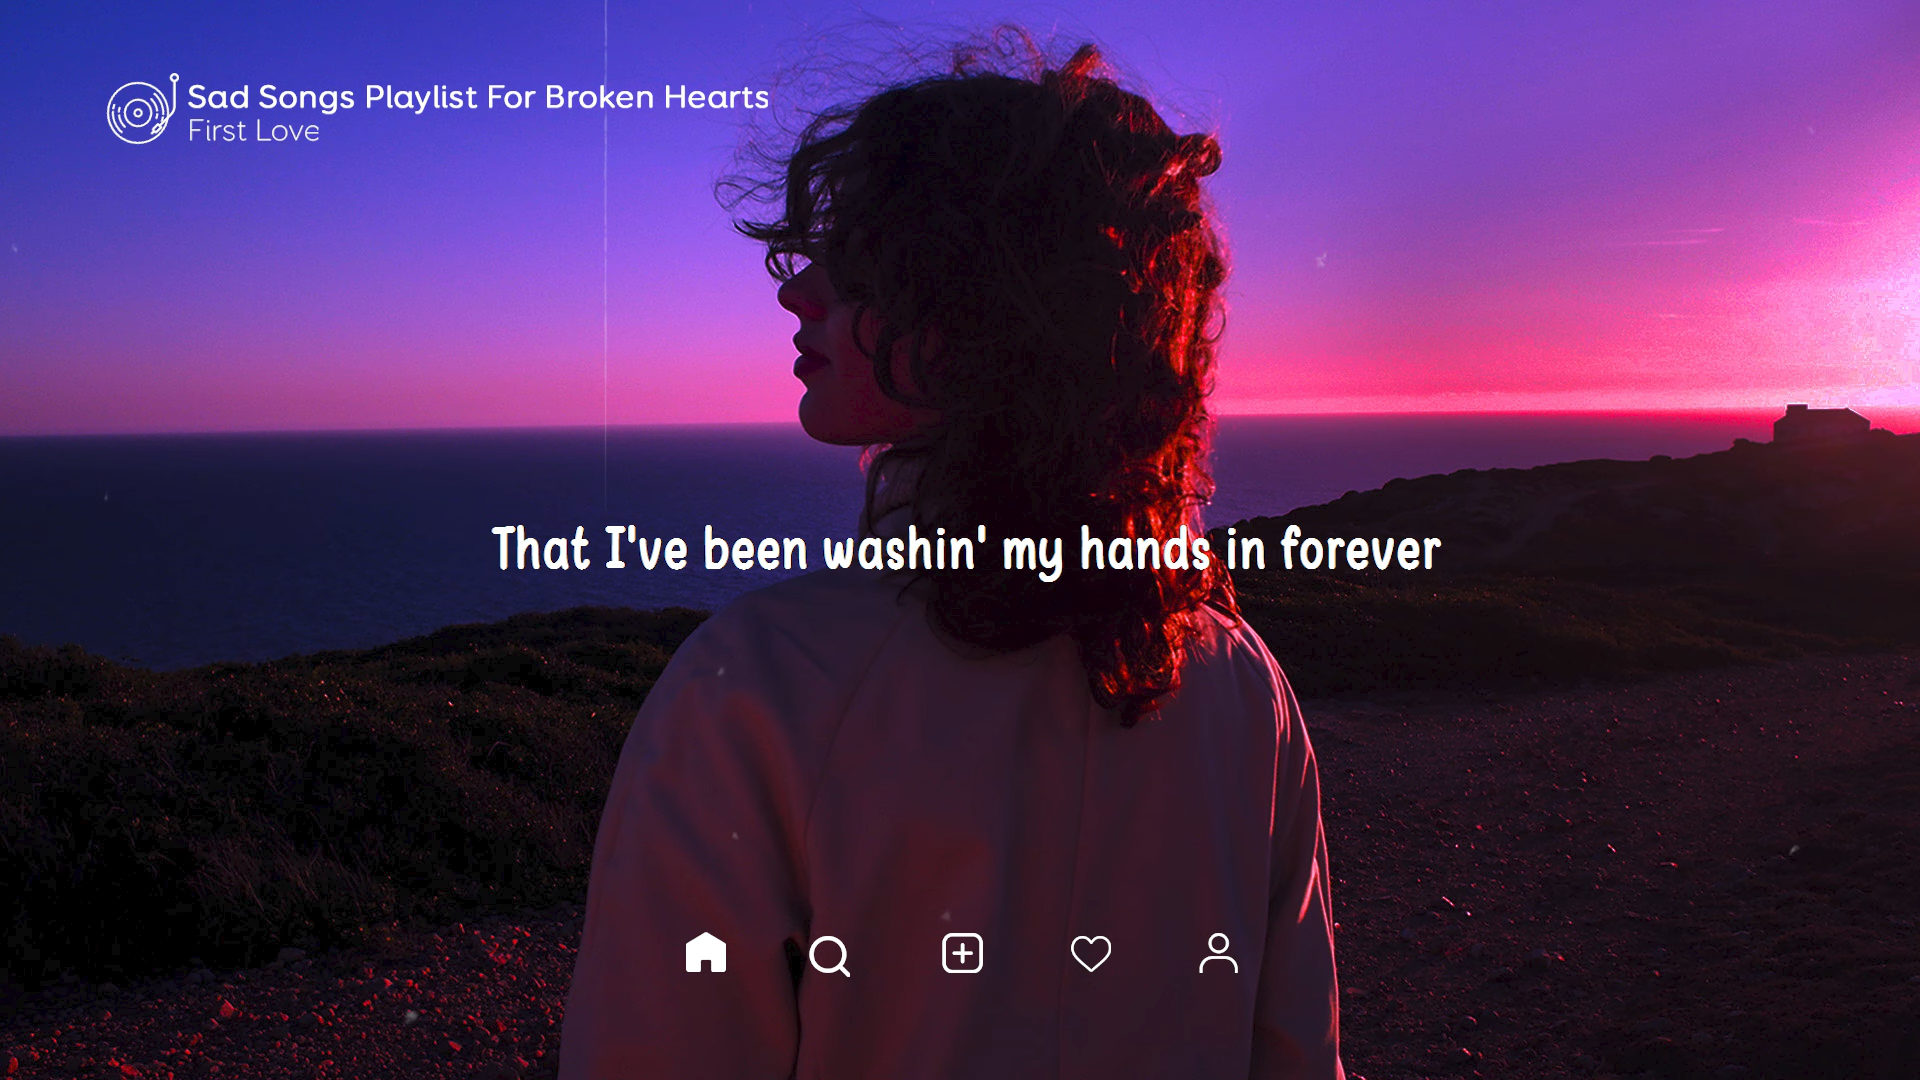 Sad Songs Playlist For Broken Hearts
First Love
That I've been washin' my hands in forever